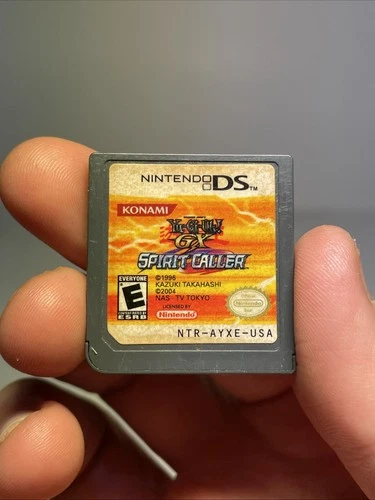 NINTENDO DS™
KONAMI
Yu-Gi-Oh!
GX
SPIRIT CALLER
EVERYONE
E
ESRB
©1996
KAZUKI TAKAHASHI
©2004
NAS · TV TOKYO
LICENSED BY
Nintendo
NTR-AYXE-USA